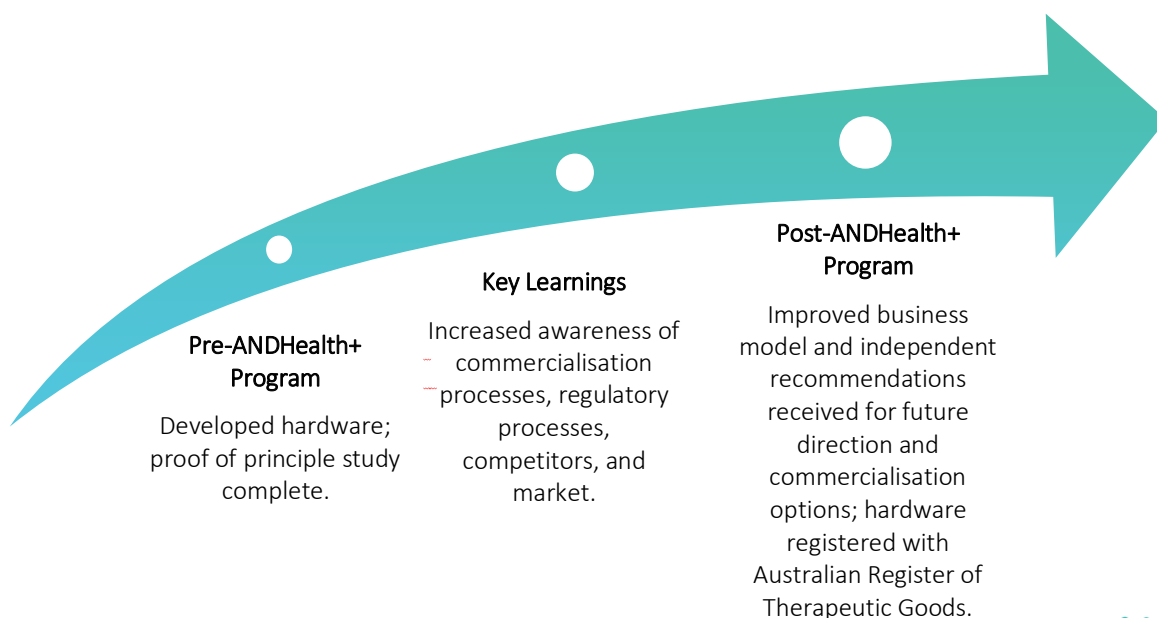 Pre-ANDHealth+
Program
Developed hardware;
proof of principle study
complete.
Key Learnings
Increased awareness of
commercialisation
processes, regulatory
processes,
competitors, and
market.
Post-ANDHealth+
Program
Improved business
model and independent
recommendations
received for future
direction and
commercialisation
options; hardware
registered with
Australian Register of
Therapeutic Goods.